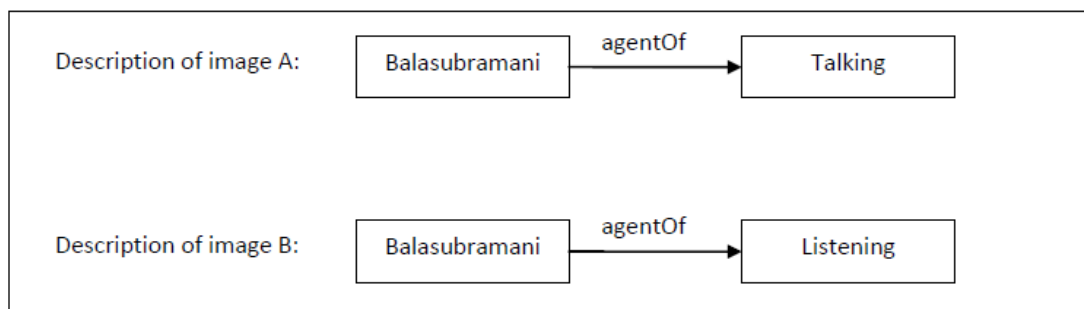 agentOf
Description of image A: Balasubramani Talking
agentOf
Description of image B: Balasubramani Listening